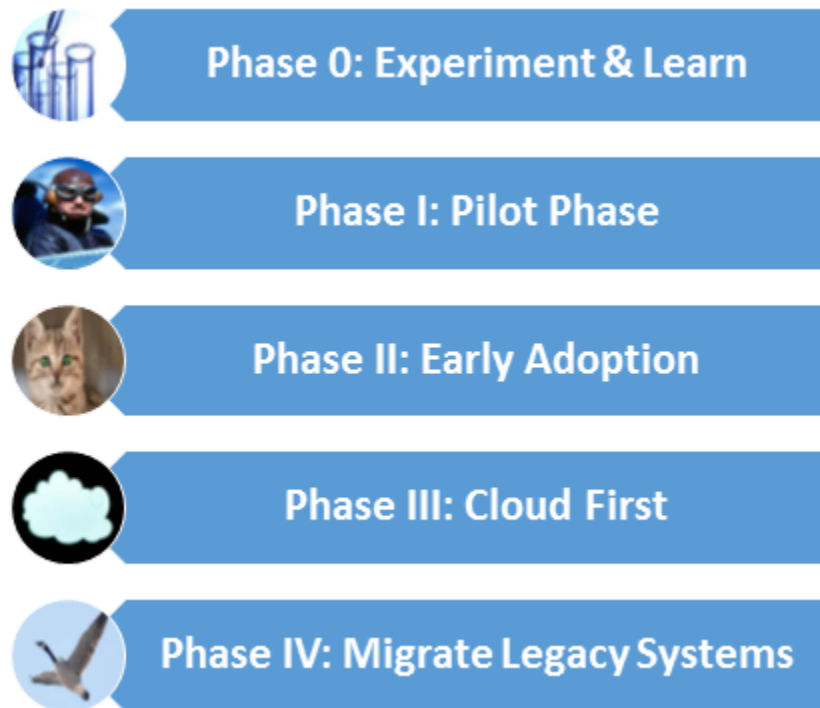 Phase 0: Experiment & Learn
Phase I: Pilot Phase
Phase II: Early Adoption
Phase III: Cloud First
Phase IV: Migrate Legacy Systems